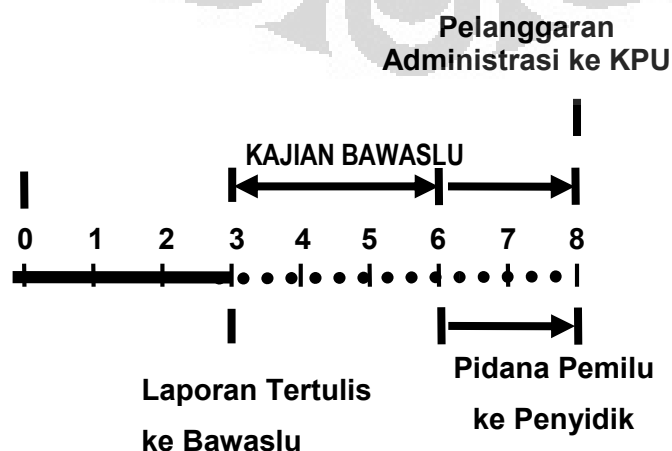 Pelanggaran
Administrasi ke KPU
KAJIAN BAWASLU
0 1 2 3 4 5 6 7 8
Laporan Tertulis
ke Bawaslu
Pidana Pemilu
ke Penyidik